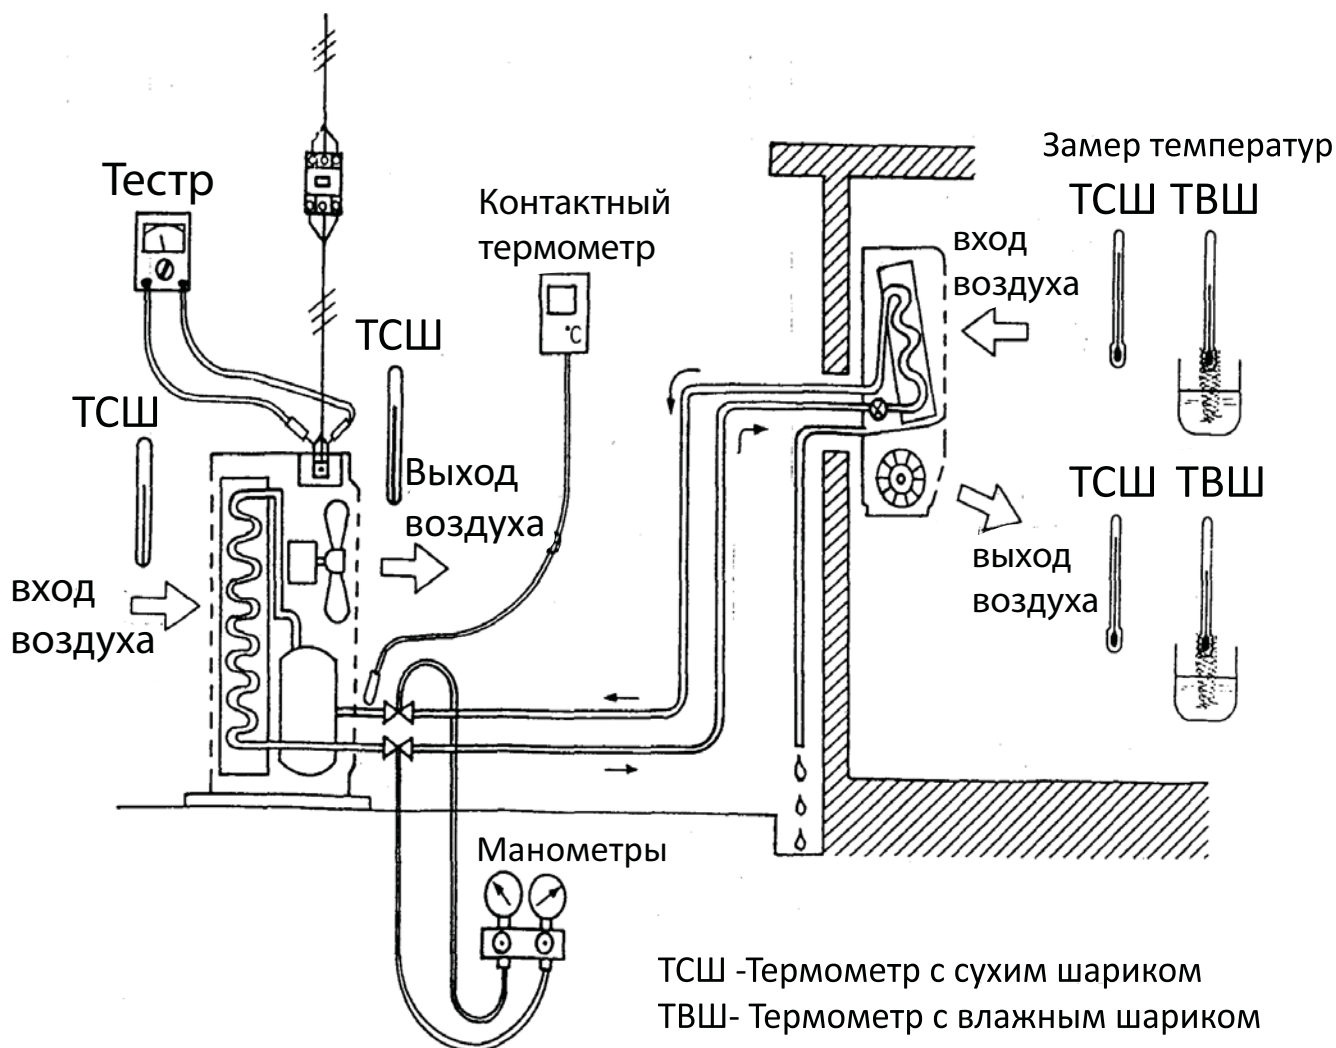 Замер температур
Тестр
ТСШ ТВШ
Контактный
термометр
вход
воздуха
°C
ТСШ
ТСШ
Выход
воздуха
ТСШ ТВШ
выход
воздуха
вход
воздуха
Манометры
ТСШ -Термометр с сухим шариком
ТВШ- Термометр с влажным шариком